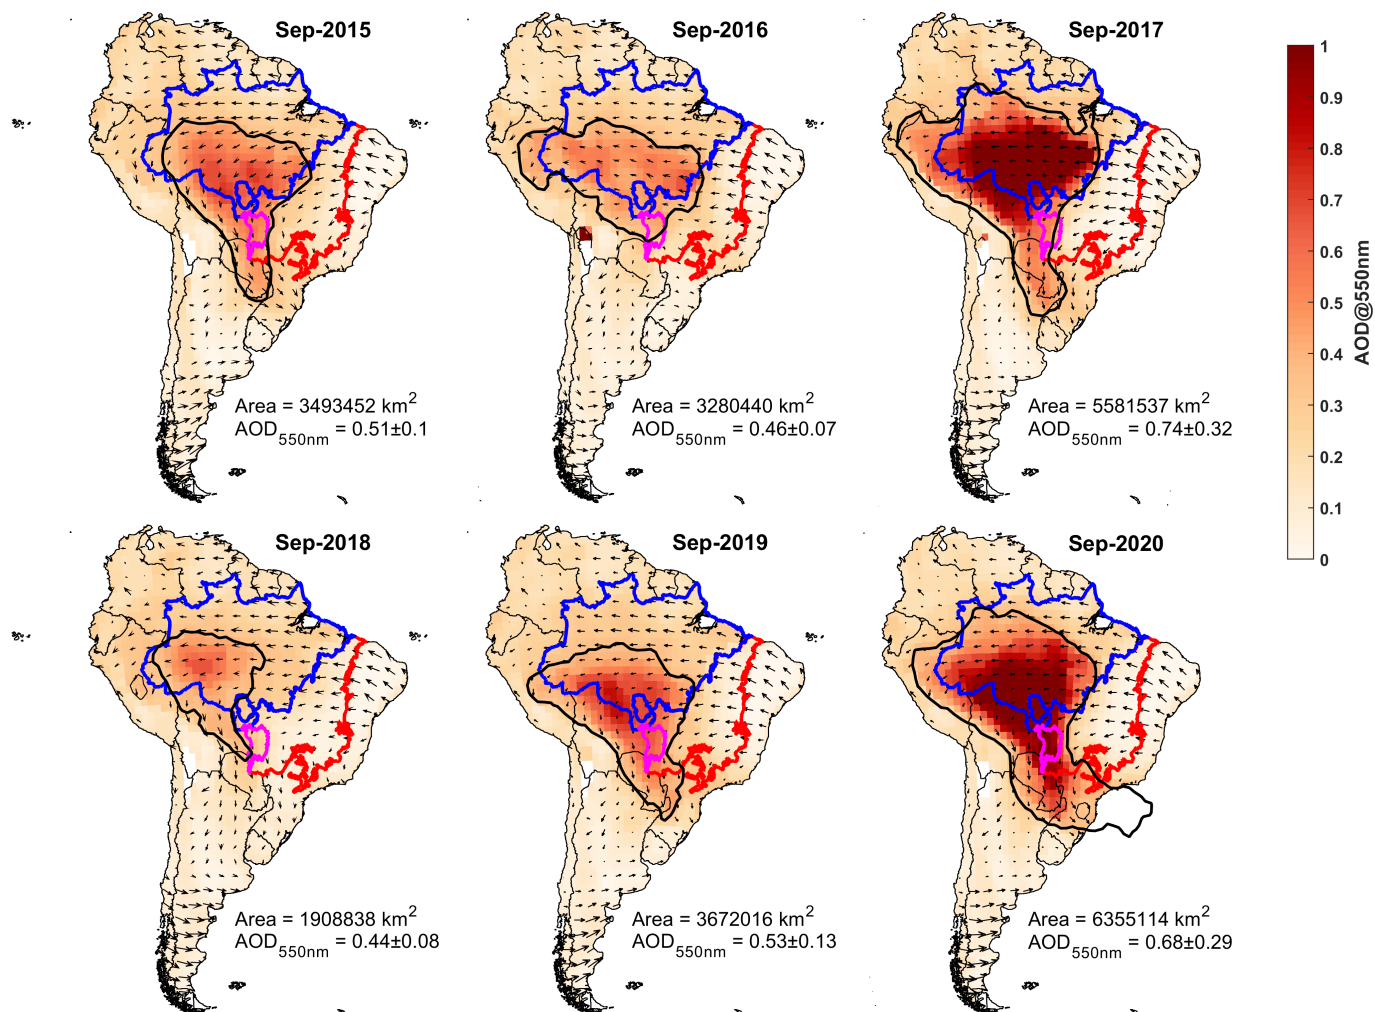 Sep-2015
Sep-2016
Sep-2017
Area = 3493452 km²
AOD₅₅₀ₙₘ = 0.51±0.1
Area = 3280440 km²
AOD₅₅₀ₙₘ = 0.46±0.07
Area = 5581537 km²
AOD₅₅₀ₙₘ = 0.74±0.32
1
0.9
0.8
0.7
0.6
0.5
0.4
0.3
0.2
0.1
0
AOD@550nm
Sep-2018
Sep-2019
Sep-2020
Area = 1908838 km²
AOD₅₅₀ₙₘ = 0.44±0.08
Area = 3672016 km²
AOD₅₅₀ₙₘ = 0.53±0.13
Area = 6355114 km²
AOD₅₅₀ₙₘ = 0.68±0.29